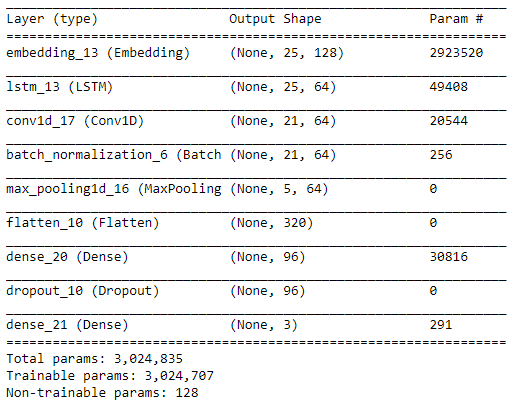 Layer (type) Output Shape Param #
embedding_13 (Embedding) (None, 25, 128) 2923520
lstm_13 (LSTM) (None, 25, 64) 49408
conv1d_17 (Conv1D) (None, 21, 64) 20544
batch_normalization_6 (Batch (None, 21, 64) 256
max_pooling1d_16 (MaxPooling (None, 5, 64) 0
flatten_10 (Flatten) (None, 320) 0
dense_20 (Dense) (None, 96) 30816
dropout_10 (Dropout) (None, 96) 0
dense_21 (Dense) (None, 3) 291
Total params: 3,024,835
Trainable params: 3,024,707
Non-trainable params: 128